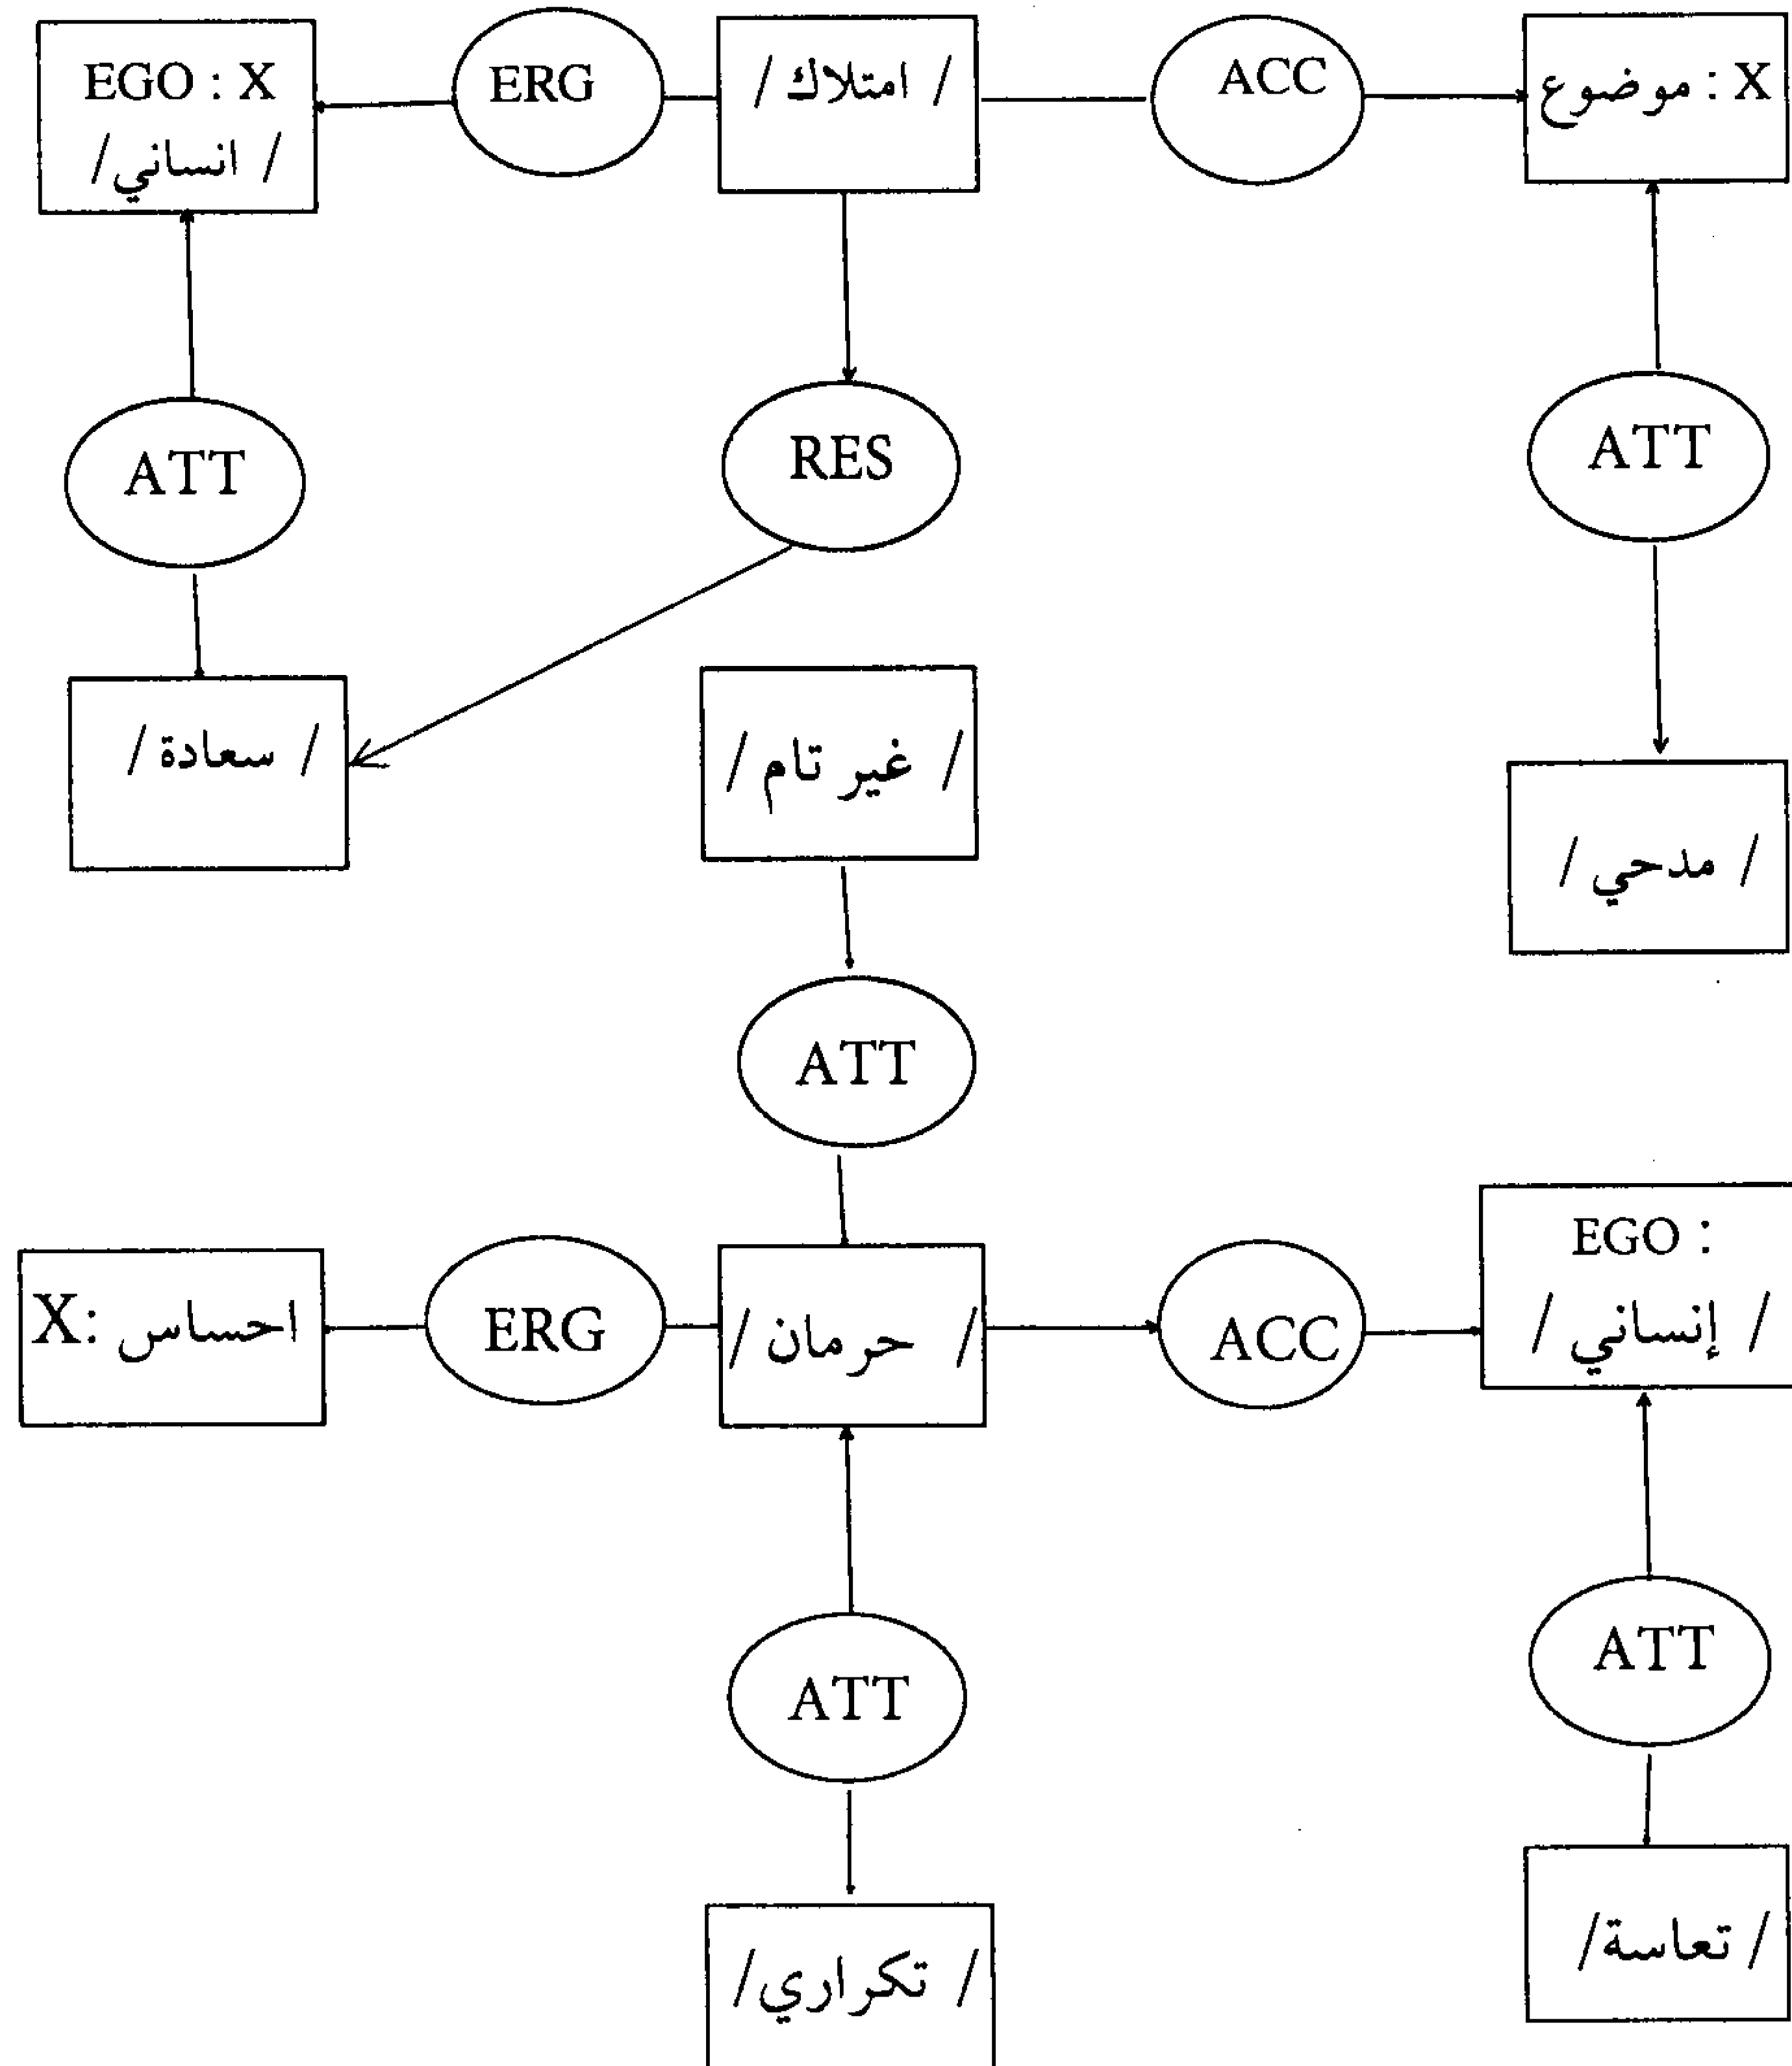 EGO : X
/ انساني /
ERG
/ امتلاك /
ACC
X : موضوع
ATT
RES
ATT
/ سعادة /
/ غير تام /
/ مدحي /
ATT
X: احساس
ERG
/ حرمان /
ACC
EGO :
/ إنساني /
ATT
ATT
/ تكراري /
/ تعاسة /